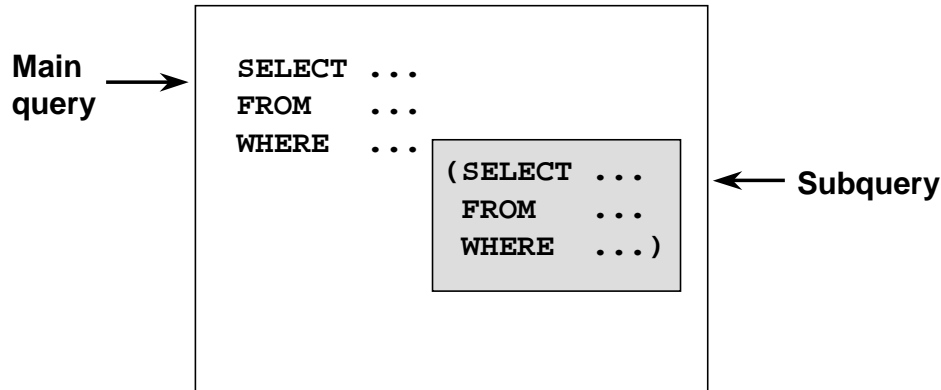 Main
query
SELECT ...
FROM ...
WHERE ...
(SELECT ...
FROM ...
WHERE ...)
Subquery